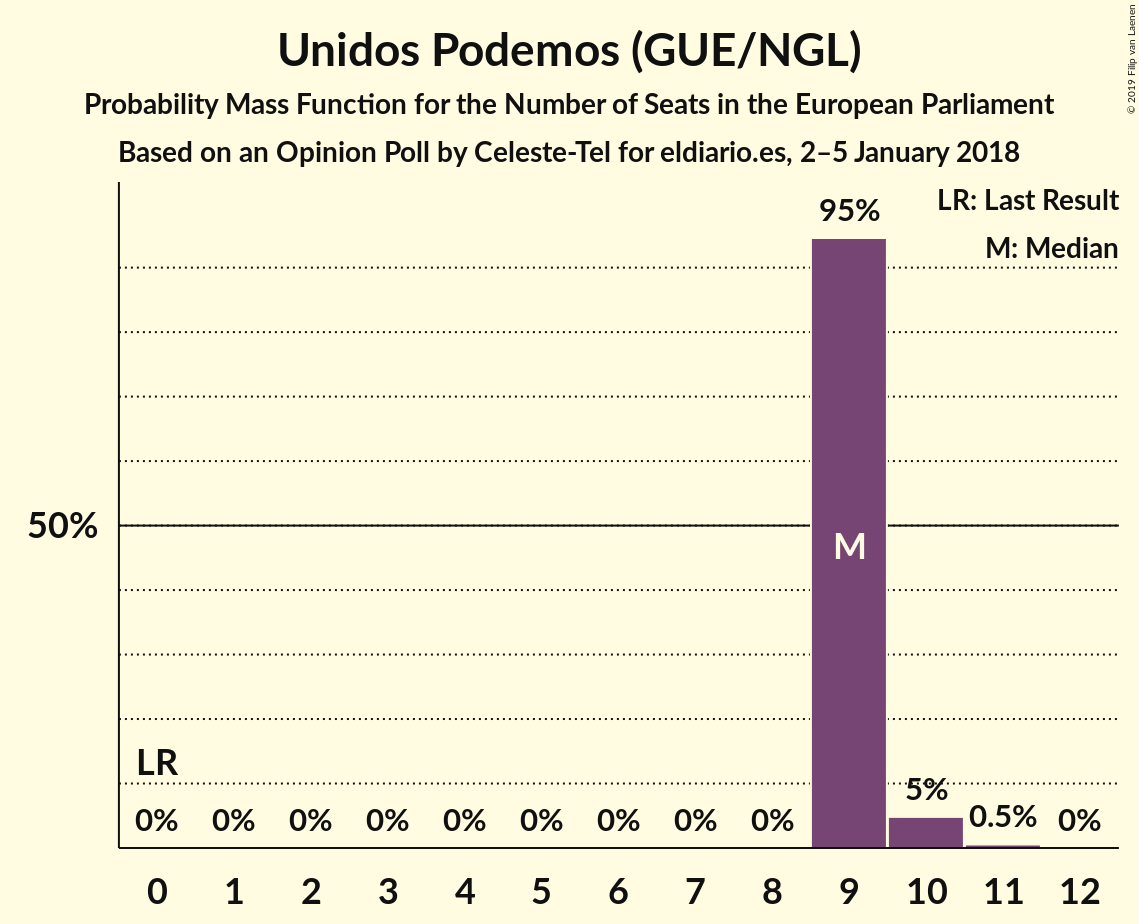 Unidos Podemos (GUE/NGL)
Probability Mass Function for the Number of Seats in the European Parliament
Based on an Opinion Poll by Celeste-Tel for eldiario.es, 2–5 January 2018
© 2019 Filip van Laenen
LR: Last Result
M: Median
95%
50%
M
LR
0% 0% 0% 0% 0% 0% 0% 0% 0% 5% 0.5% 0%
0 1 2 3 4 5 6 7 8 9 10 11 12